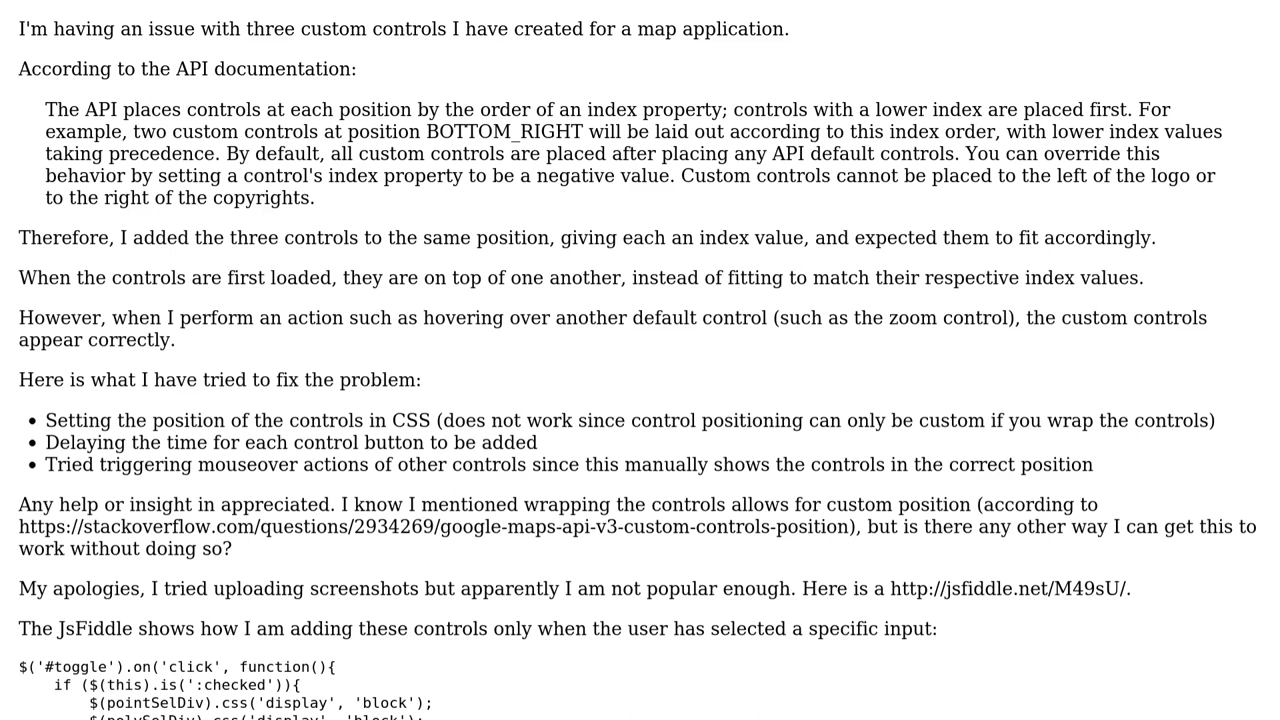 I'm having an issue with three custom controls I have created for a map application.
According to the API documentation:
The API places controls at each position by the order of an index property; controls with a lower index are placed first. For
example, two custom controls at position BOTTOM_RIGHT will be laid out according to this index order, with lower index values
taking precedence. By default, all custom controls are placed after placing any API default controls. You can override this
behavior by setting a control's index property to be a negative value. Custom controls cannot be placed to the left of the logo or
to the right of the copyrights.
Therefore, I added the three controls to the same position, giving each an index value, and expected them to fit accordingly.
When the controls are first loaded, they are on top of one another, instead of fitting to match their respective index values.
However, when I perform an action such as hovering over another default control (such as the zoom control), the custom controls
appear correctly.
Here is what I have tried to fix the problem:
• Setting the position of the controls in CSS (does not work since control positioning can only be custom if you wrap the controls)
• Delaying the time for each control button to be added
• Tried triggering mouseover actions of other controls since this manually shows the controls in the correct position
Any help or insight in appreciated. I know I mentioned wrapping the controls allows for custom position (according to
https://stackoverflow.com/questions/2934269/google-maps-api-v3-custom-controls-position), but is there any other way I can get this to
work without doing so?
My apologies, I tried uploading screenshots but apparently I am not popular enough. Here is a http://jsfiddle.net/M49sU/.
The JsFiddle shows how I am adding these controls only when the user has selected a specific input:
$('#toggle').on('click', function(){
    if ($(this).is(':checked')){
        $(pointSelDiv).css('display', 'block');
        $(polySelDiv).css('display', 'block');